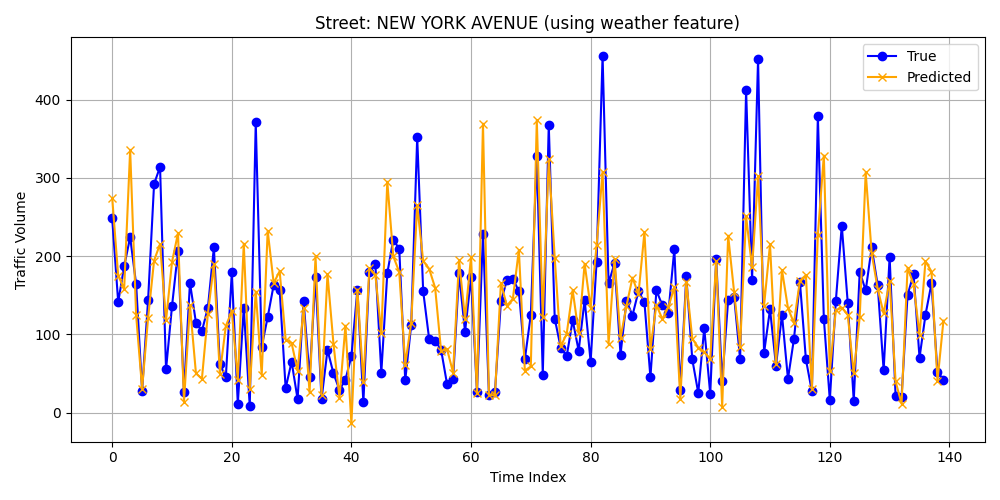 Street: NEW YORK AVENUE (using weather feature)
True
Predicted
Traffic Volume
400
300
200
100
0
0 20 40 60 80 100 120 140
Time Index